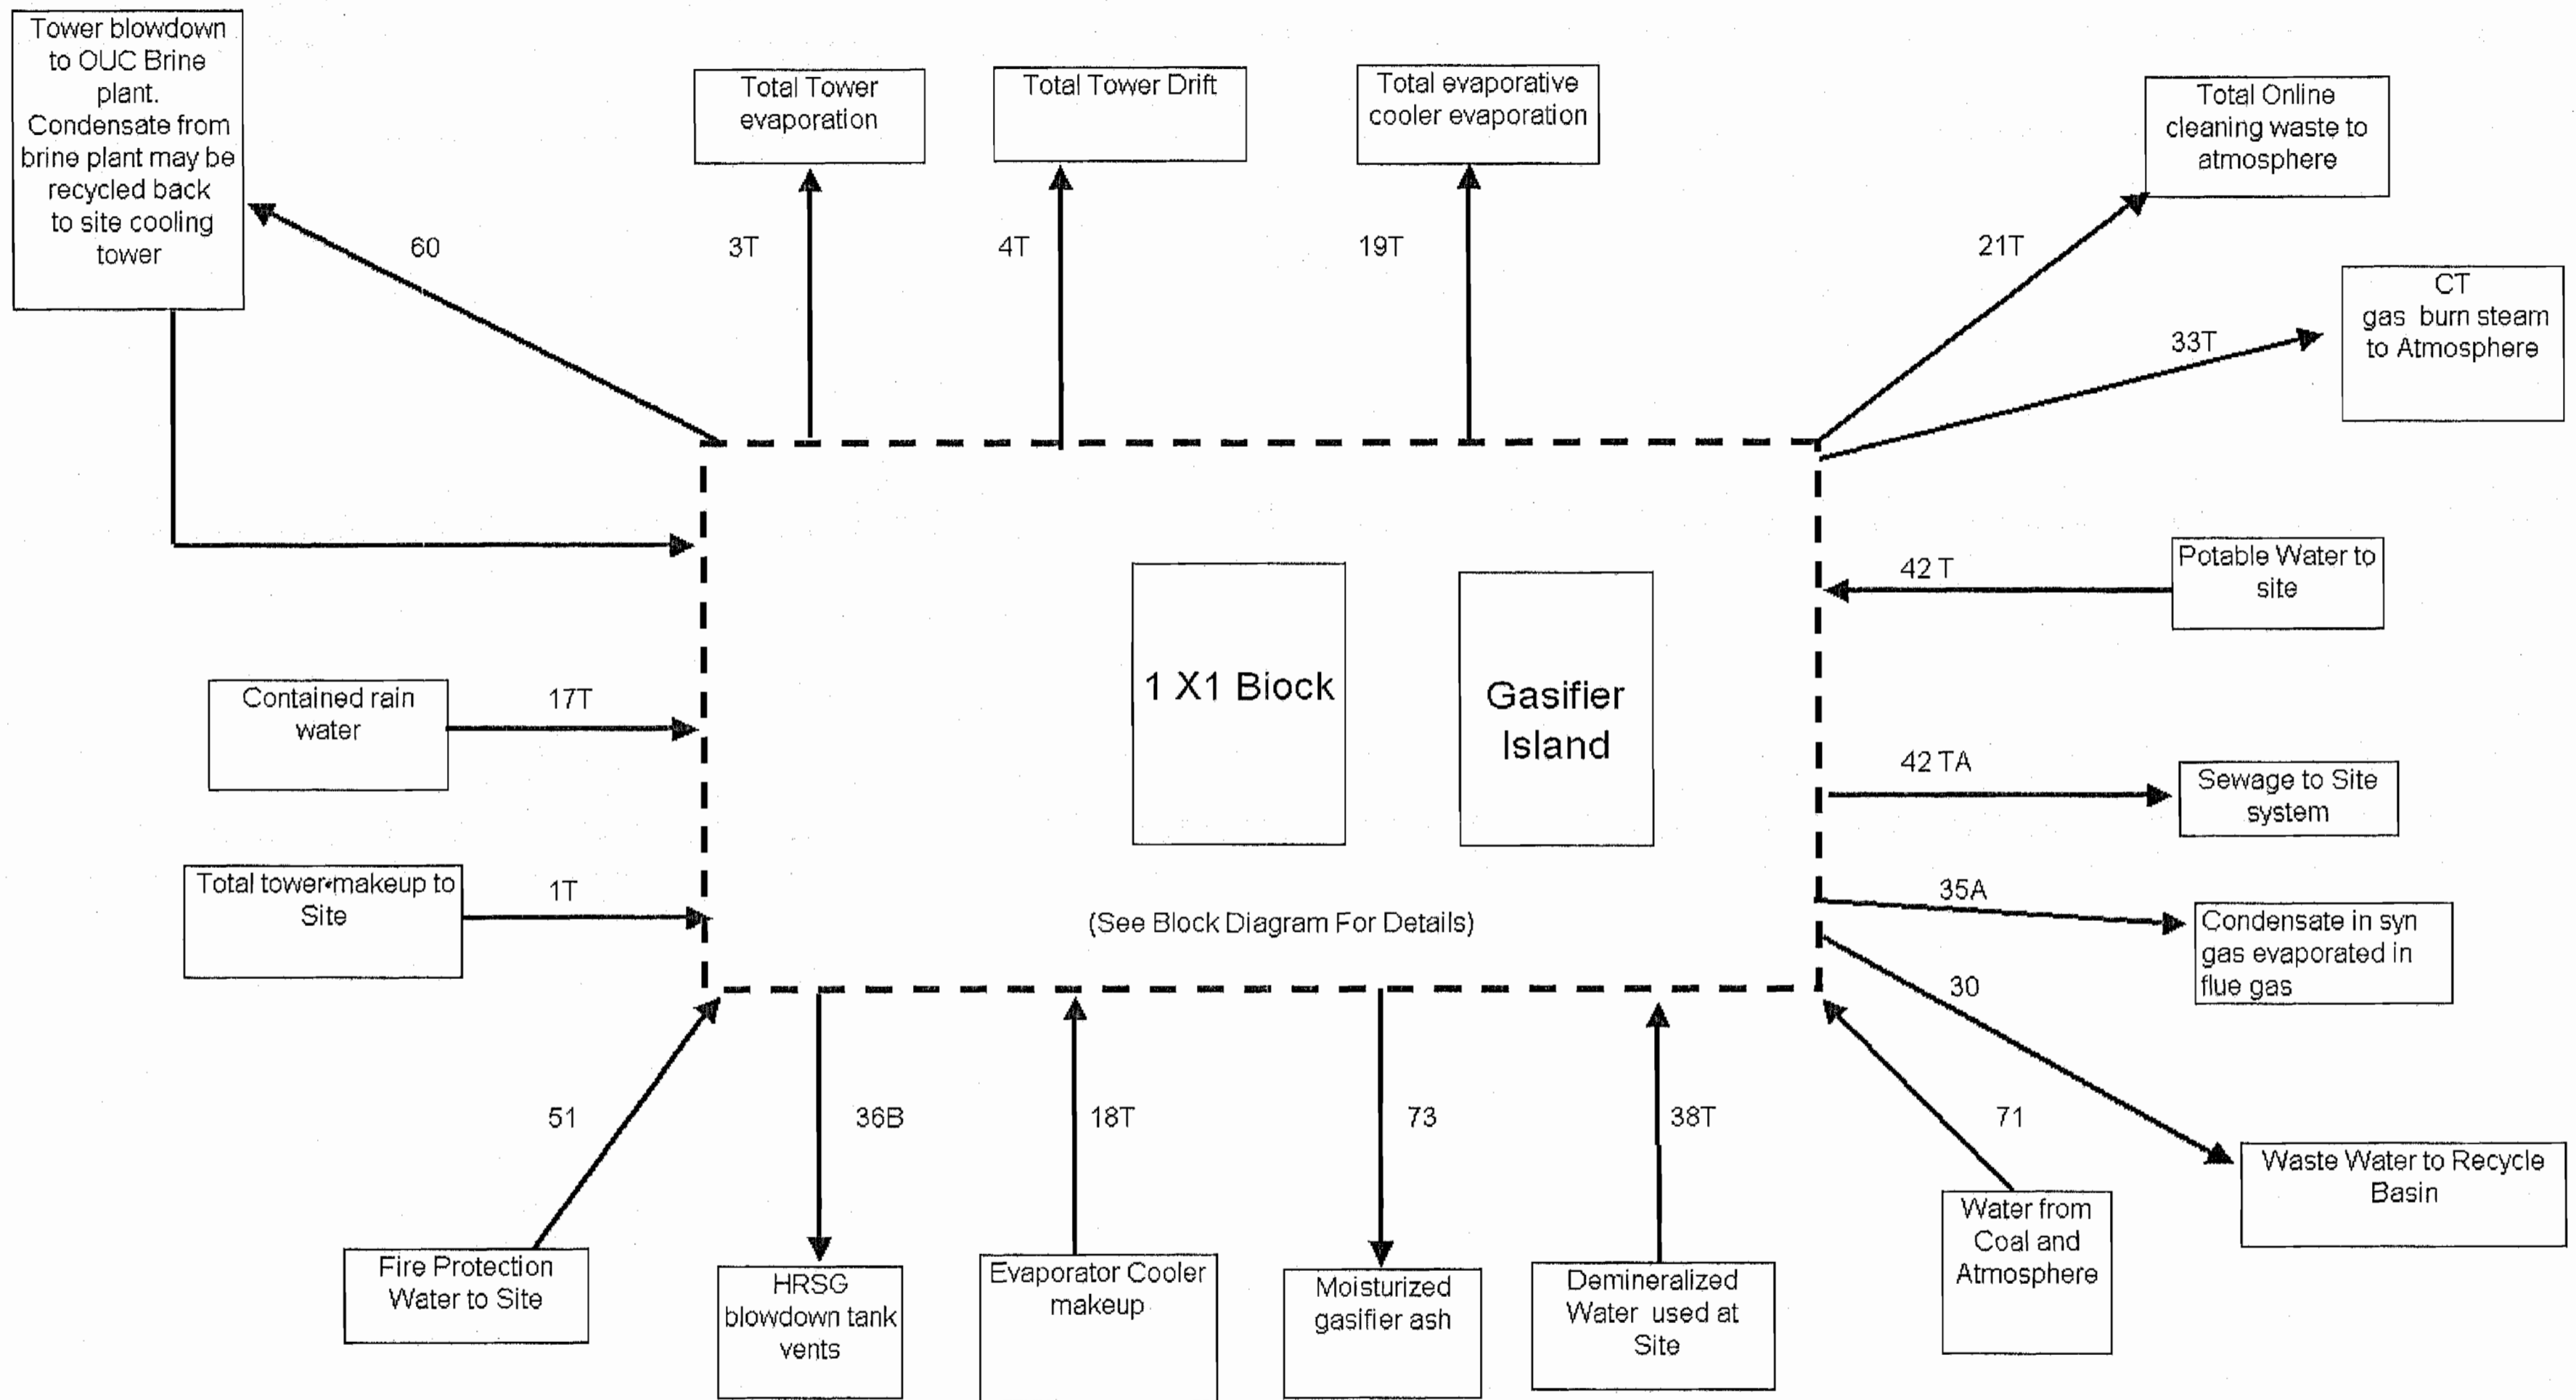 Tower blowdown
to OUC Brine
plant.
Condensate from
brine plant may be
recycled back
to site cooling
tower
Total Tower
evaporation
Total Tower Drift
Total evaporative
cooler evaporation
Total Online
cleaning waste to
atmosphere
60
3T
4T
19T
21T
CT
gas burn steam
to Atmosphere
33T
42 T
Potable Water to
site
1 X1 Block
Gasifier
Island
Contained rain
water
17T
42 TA
Sewage to Site
system
Total tower makeup to
Site
1T
(See Block Diagram For Details)
35A
Condensate in syn
gas evaporated in
flue gas
30
51
36B
18T
73
38T
71
Waste Water to Recycle
Basin
Fire Protection
Water to Site
HRSG
blowdown tank
vents
Evaporator Cooler
makeup
Moisturized
gasifier ash
Demineralized
Water used at
Site
Water from
Coal and
Atmosphere